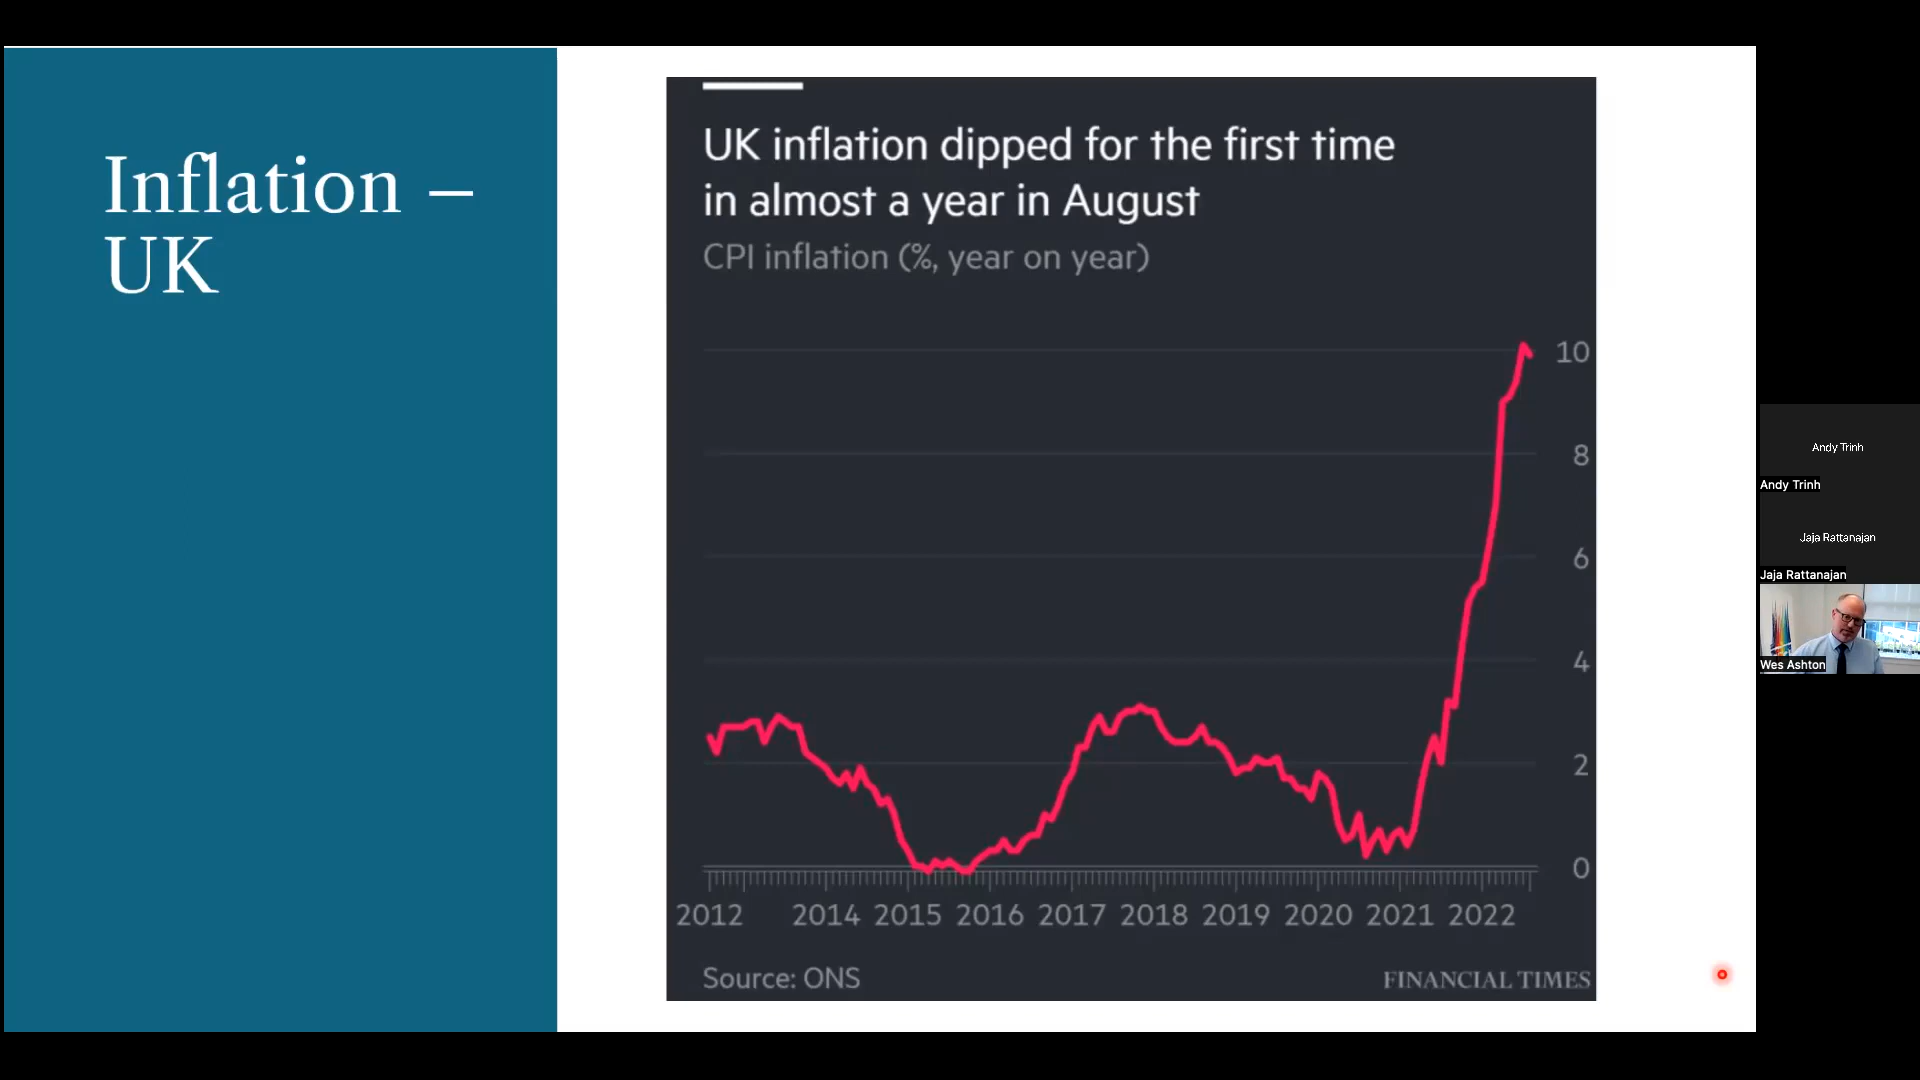 Inflation –
UK
UK inflation dipped for the first time
in almost a year in August
CPI inflation (%, year on year)
10
8
6
4
2
0
2012 2014 2015 2016 2017 2018 2019 2020 2021 2022
Source: ONS
FINANCIAL TIMES
Andy Trinh
Andy Trinh
Jaja Rattanajan
Jaja Rattanajan
Wes Ashton